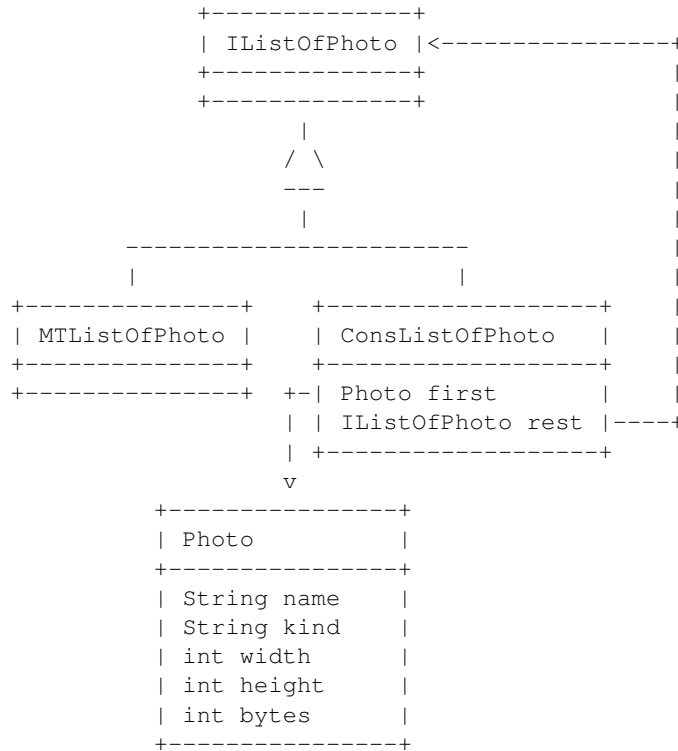 IListOfPhoto
MTListOfPhoto
ConsListOfPhoto
Photo first
IListOfPhoto rest
Photo
String name
String kind
int width
int height
int bytes